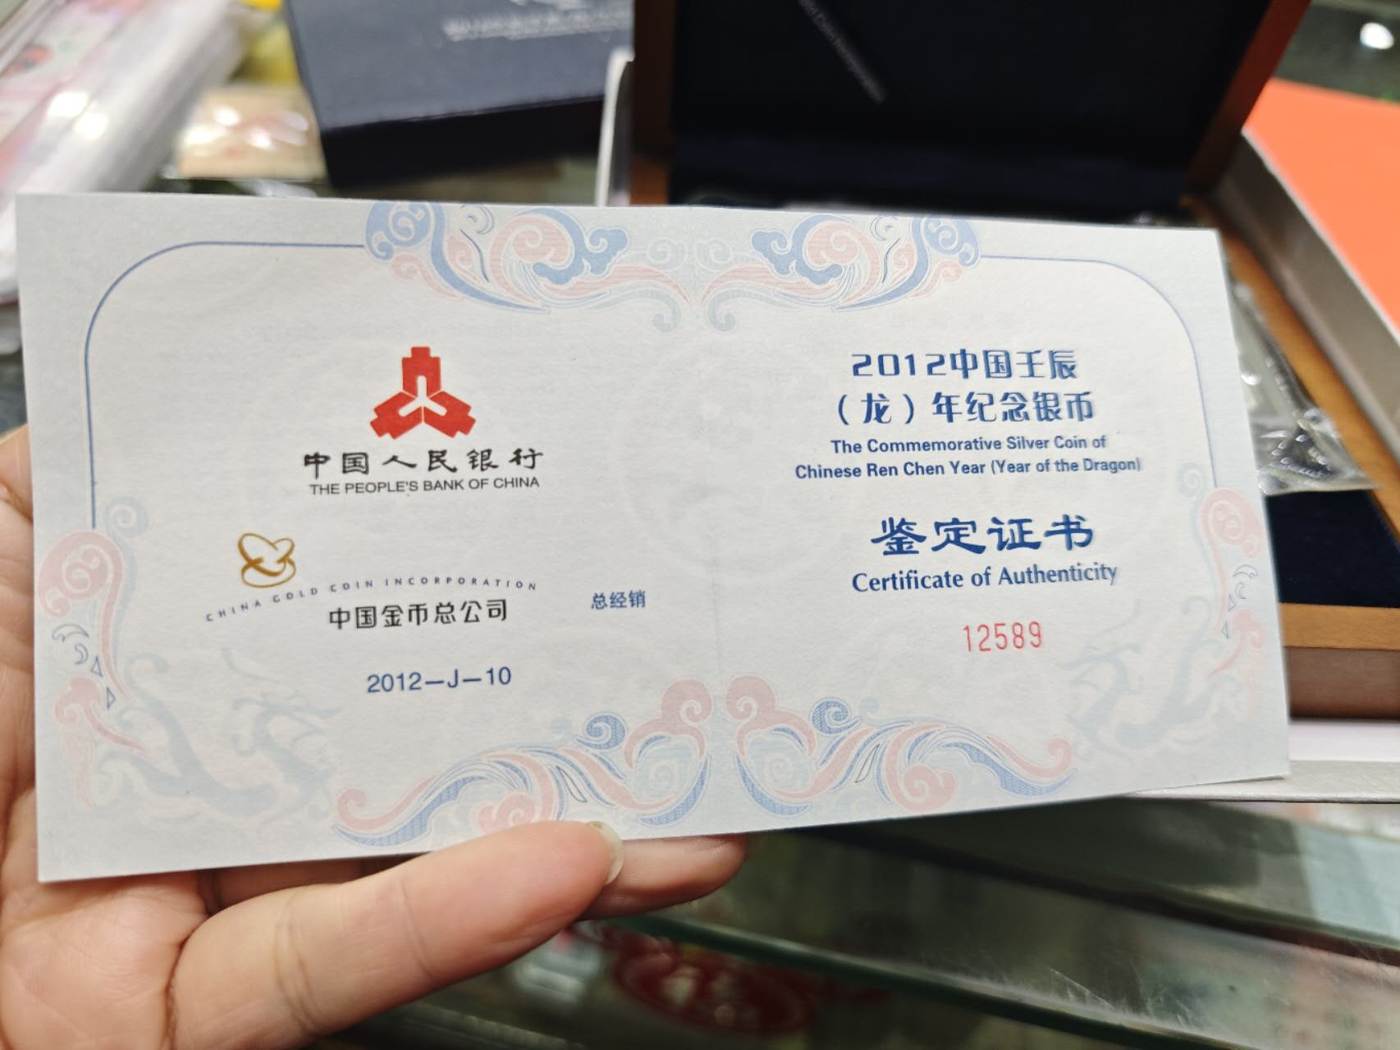 中国人民银行
THE PEOPLE'S BANK OF CHINA
CHINA GOLD COIN INCORPORATION
中国金币总公司
总经销
2012—J—10
2012中国壬辰
（龙）年纪念银币
The Commemorative Silver Coin of
Chinese Ren Chen Year (Year of the Dragon)
鉴定证书
Certificate of Authenticity
12589